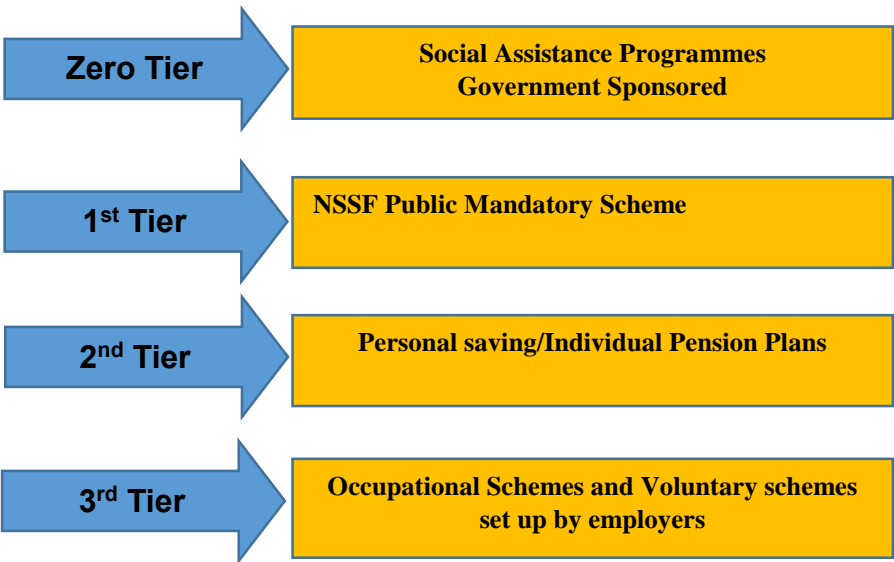 Zero Tier
Social Assistance Programmes
Government Sponsored
1st Tier
NSSF Public Mandatory Scheme
2nd Tier
Personal saving/Individual Pension Plans
3rd Tier
Occupational Schemes and Voluntary schemes
set up by employers